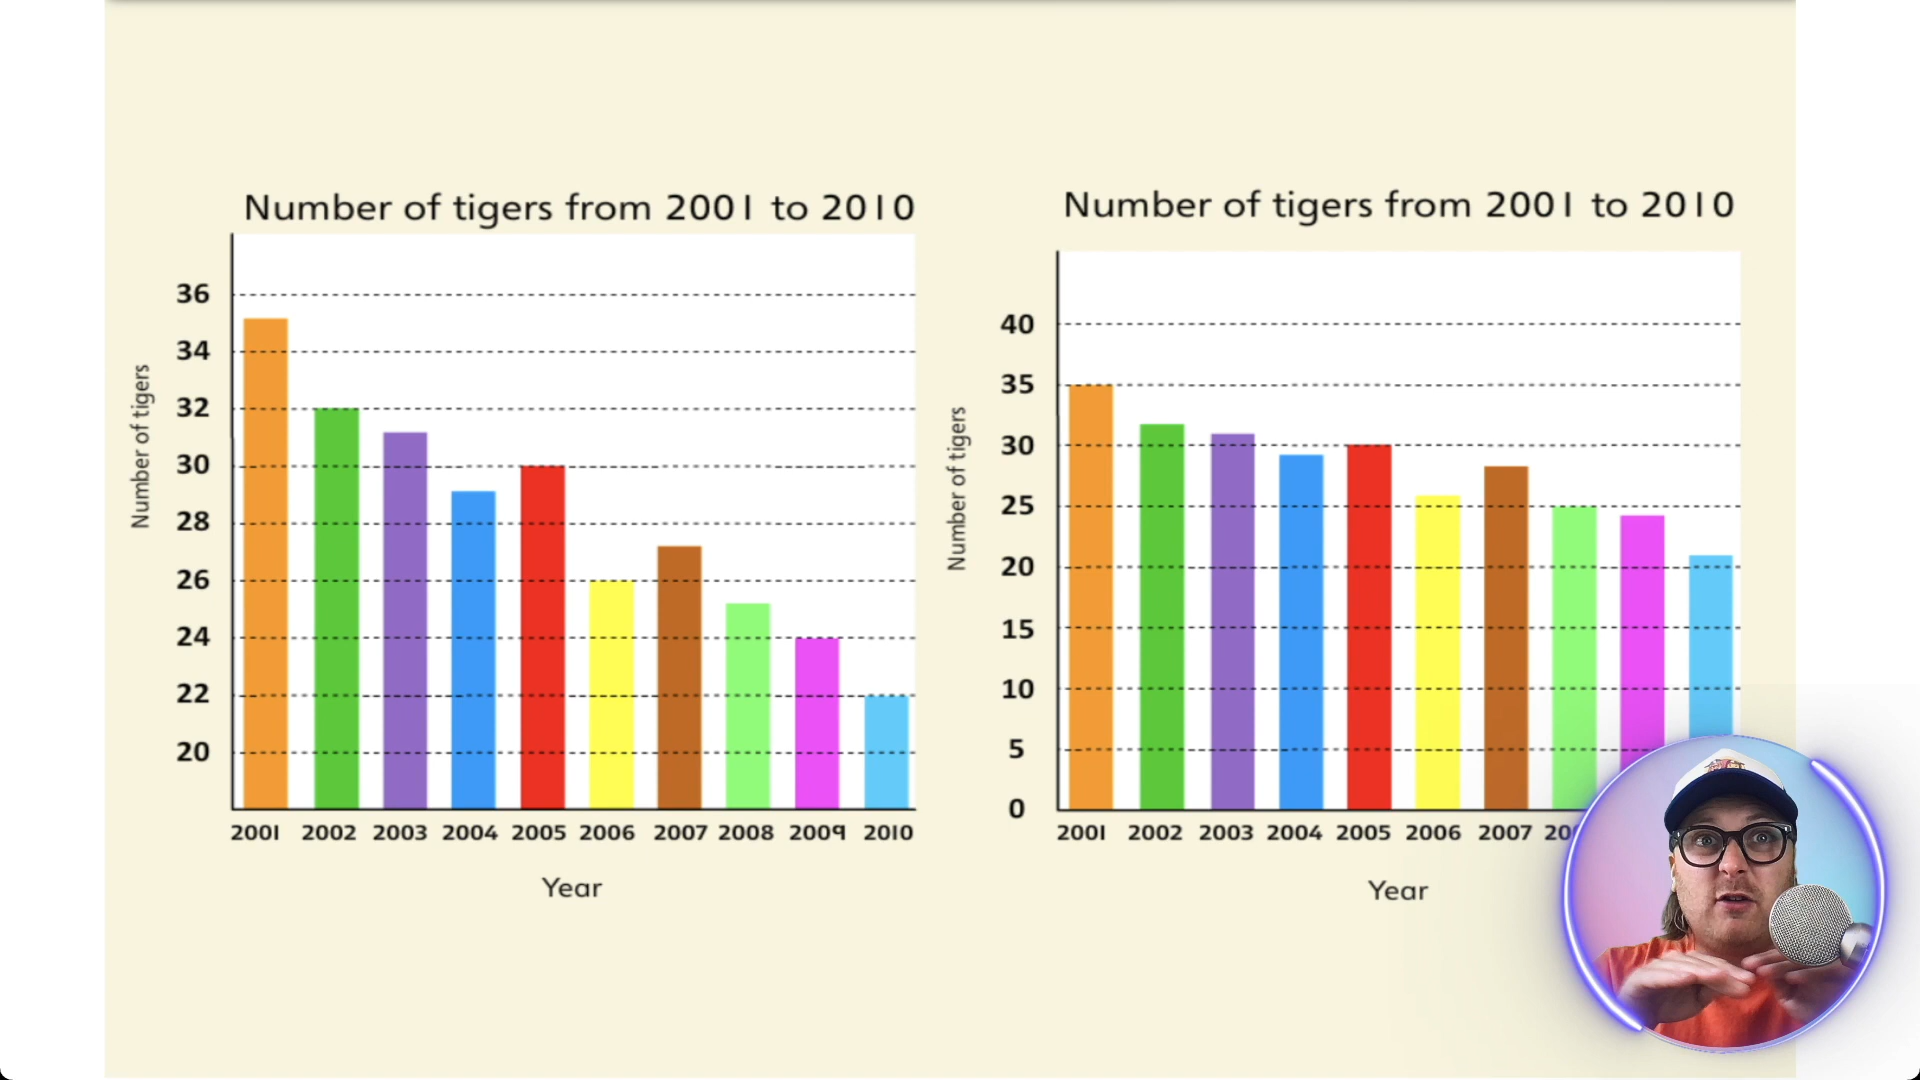 Number of tigers from 2001 to 2010
Number of tigers
36
34
32
30
28
26
24
22
20
2001 2002 2003 2004 2005 2006 2007 2008 2009 2010
Year
Number of tigers from 2001 to 2010
Number of tigers
40
35
30
25
20
15
10
5
0
2001 2002 2003 2004 2005 2006 2007
Year